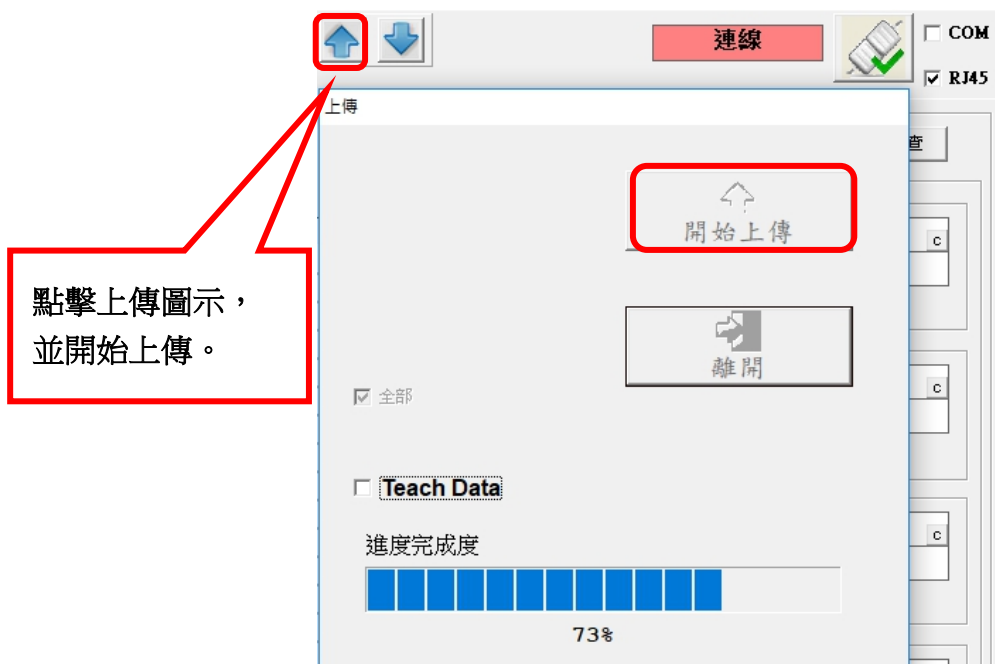 連線
COM
RJ45
上傳
查
開始上傳
c
點擊上傳圖示，
並開始上傳。
離開
全部
c
Teach Data
c
進度完成度
73%